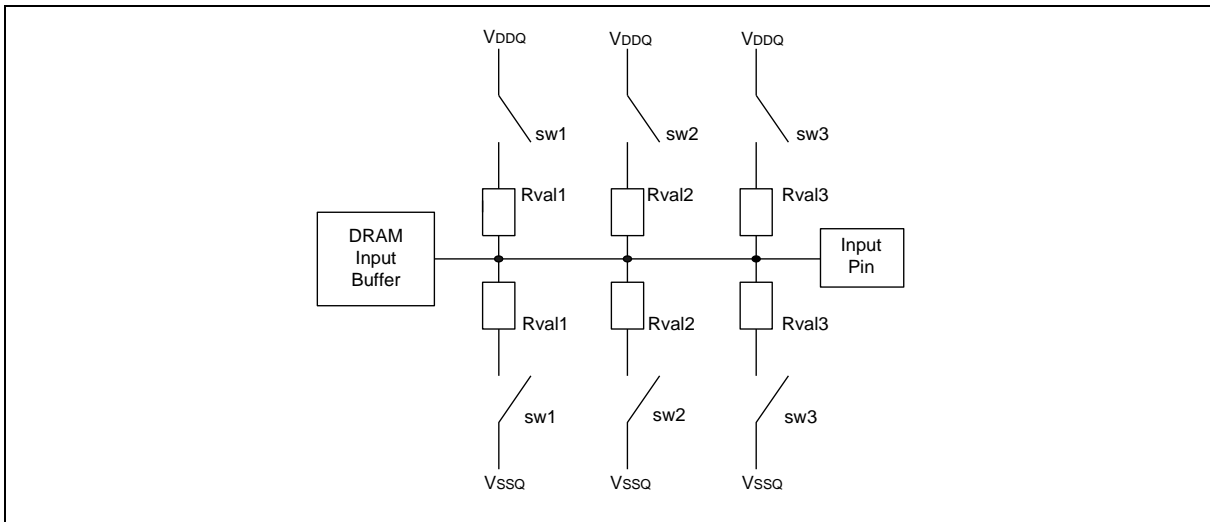 VDDQ VDDQ VDDQ
sw1 sw2 sw3
Rval1 Rval2 Rval3
DRAM
Input
Buffer
Input
Pin
Rval1 Rval2 Rval3
sw1 sw2 sw3
VSSQ VSSQ VSSQ